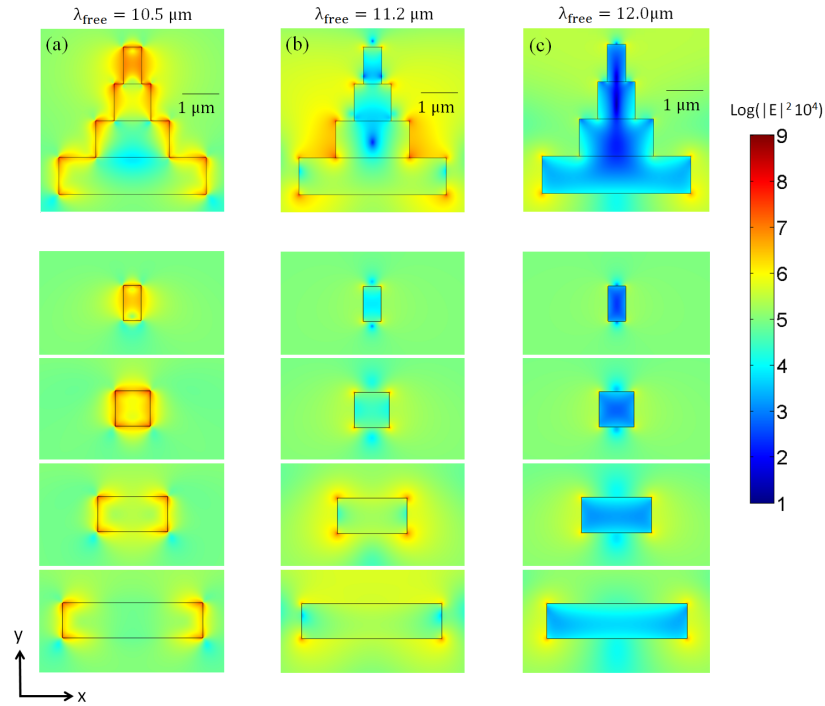 λfree = 10.5 μm
λfree = 11.2 μm
λfree = 12.0μm
(a)
(b)
(c)
1 μm
1 μm
1 μm
Log(|E|² 10⁴)
9
8
7
6
5
4
3
2
1
y
x